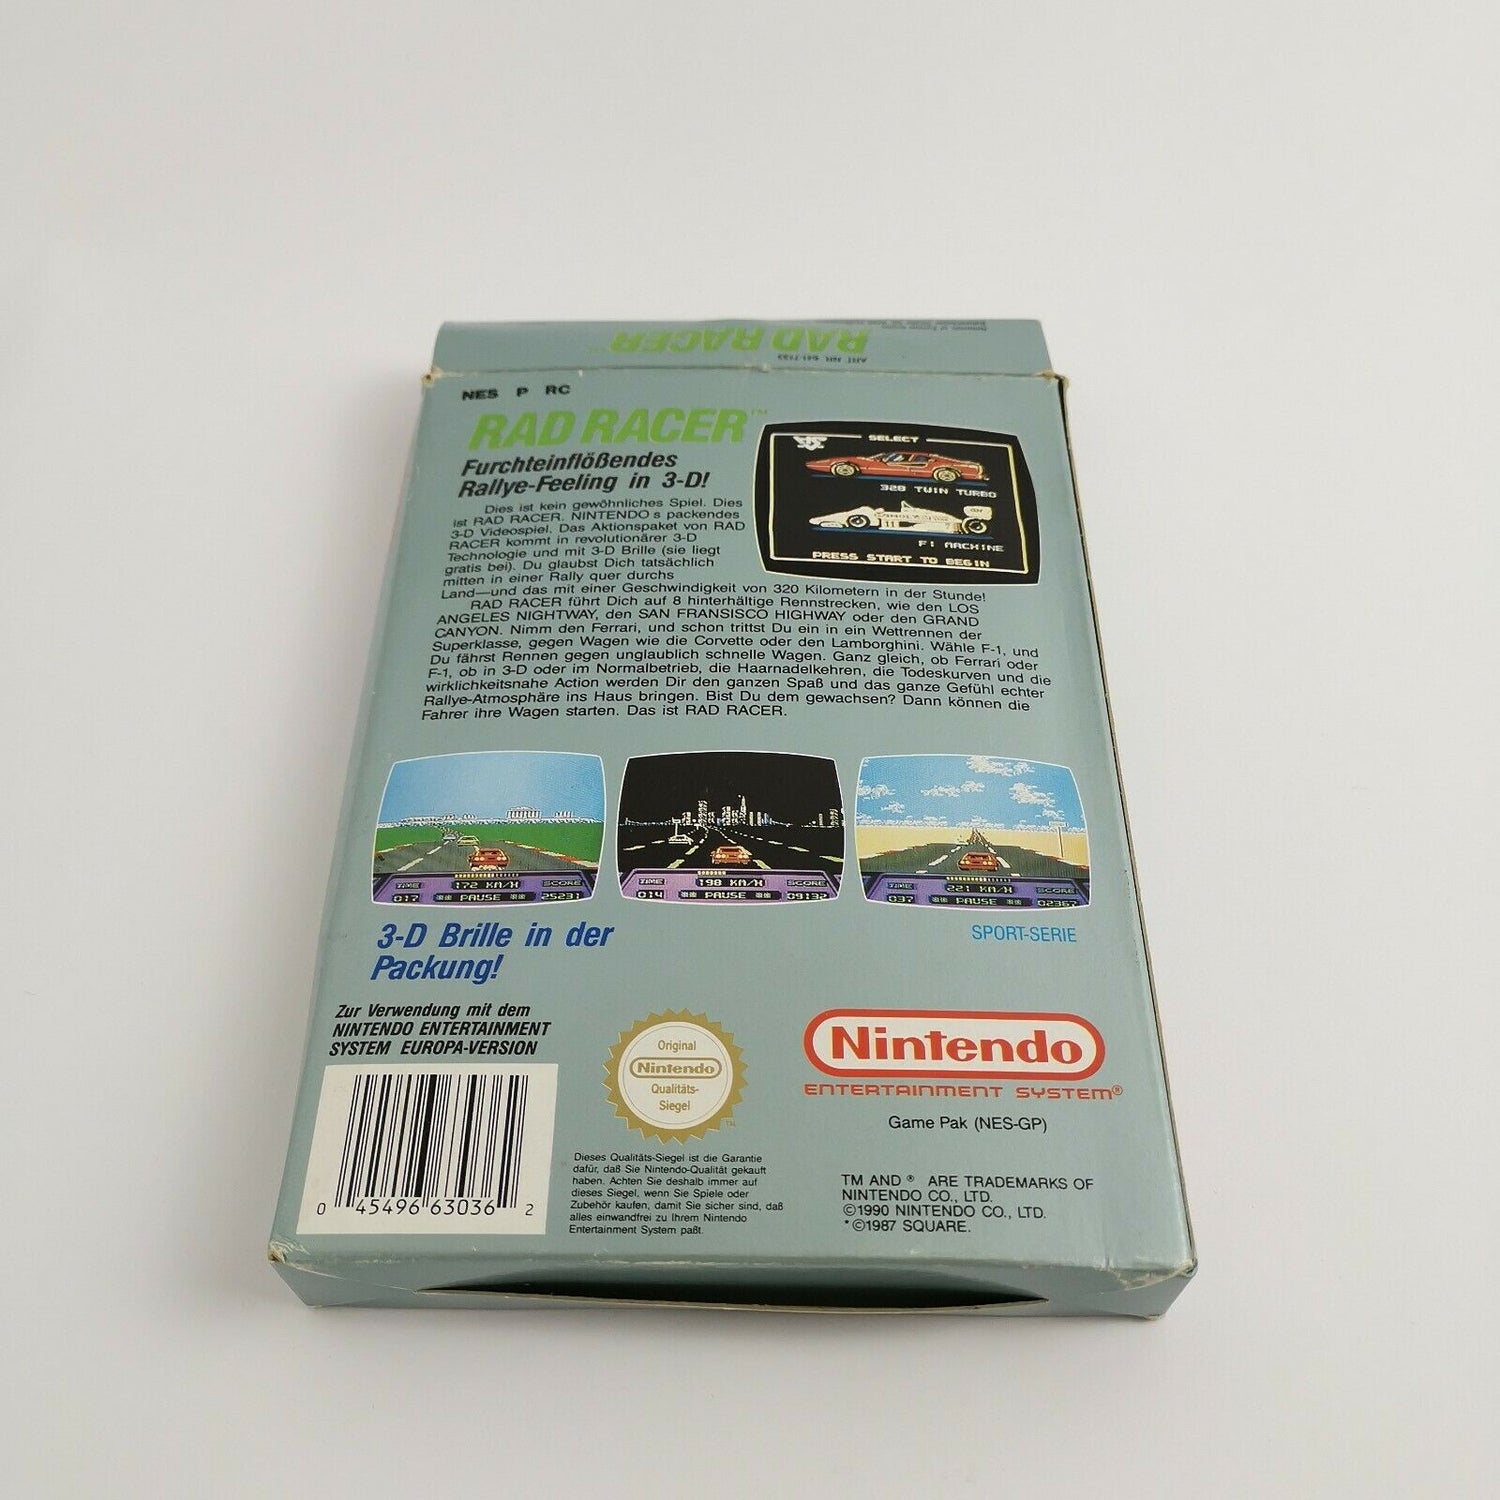 RAD RACER
ART. NR. 041-7133
NES P RC
RAD RACER™
Furchteinflößendes
Rallye-Feeling in 3-D!
Dies ist kein gewöhnliches Spiel. Dies
ist RAD RACER. NINTENDO s packendes
3-D Videospiel. Das Aktionspaket von RAD
RACER kommt in revolutionärer 3-D
Technologie und mit 3-D Brille (sie liegt
gratis bei). Du glaubst Dich tatsächlich
mitten in einer Rally quer durchs
Land—und das mit einer Geschwindigkeit von 320 Kilometern in der Stunde!
RAD RACER führt Dich auf 8 hinterhältige Rennstrecken, wie den LOS
ANGELES NIGHTWAY, den SAN FRANSISCO HIGHWAY oder den GRAND
CANYON. Nimm den Ferrari, und schon trittst Du ein in ein Wettrennen der
Superklasse, gegen Wagen wie die Corvette oder den Lamborghini. Wähle F-1, und
Du fährst Rennen gegen unglaublich schnelle Wagen. Ganz gleich, ob Ferrari oder
F-1, ob in 3-D oder im Normalbetrieb, die Haarnadelkehren, die Todeskurven und die
wirklichkeitsnahe Action werden Dir den ganzen Spaß und das ganze Gefühl echter
Rallye-Atmosphäre ins Haus bringen. Bist Du dem gewachsen? Dann können die
Fahrer ihre Wagen starten. Das ist RAD RACER.
SELECT
328 TWIN TURBO
11
F1 MACHINE
PRESS START TO BEGIN
TIME 172 KM/H SCORE
017 PAUSE 25231
TIME 198 KM/H SCORE
014 PAUSE 09132
TIME 221 KM/H SCORE
037 PAUSE 02367
3-D Brille in der
Packung!
SPORT-SERIE
Zur Verwendung mit dem
NINTENDO ENTERTAINMENT
SYSTEM EUROPA-VERSION
0 45496 63036 2
Original
Nintendo
Qualitäts-
Siegel
TM
Dieses Qualitäts-Siegel ist die Garantie
dafür, daß Sie Nintendo-Qualität gekauft
haben. Achten Sie deshalb immer auf
dieses Siegel, wenn Sie Spiele oder
Zubehör kaufen, damit Sie sicher sind, daß
alles einwandfrei zu Ihrem Nintendo
Entertainment System paßt.
Nintendo
ENTERTAINMENT SYSTEM®
Game Pak (NES-GP)
TM AND ® ARE TRADEMARKS OF
NINTENDO CO., LTD.
©1990 NINTENDO CO., LTD.
*©1987 SQUARE.